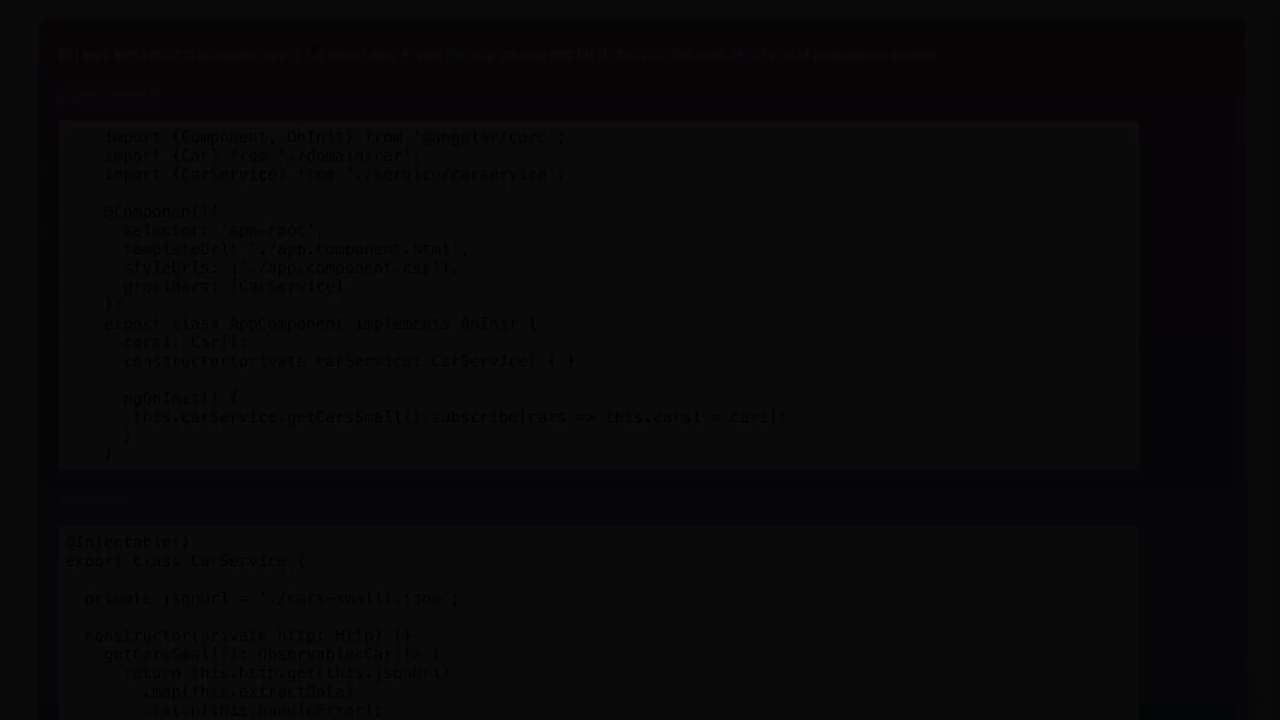 import {Component, OnInit} from '@angular/core';
import {Car} from './domain/car';
import {CarService} from './service/carservice';
@Component({
selector: 'app-root',
templateUrl: './app.component.html',
styleUrls: ['./app.component.css'],
providers: [CarService]
})
export class AppComponent implements OnInit {
cars1: Car[];
constructor(private carService: CarService) { }
ngOnInit() {
this.carService.getCarsSmall().subscribe(cars => this.cars1 = cars);
}
}
@Injectable()
export class CarService {
private jsonUrl = './cars-smalll.json';
constructor(private http: Http) {}
getCarsSmall(): Observable<Car[]> {
return this.http.get(this.jsonUrl)
.map(this.extractData)
.catch(this.handleError);